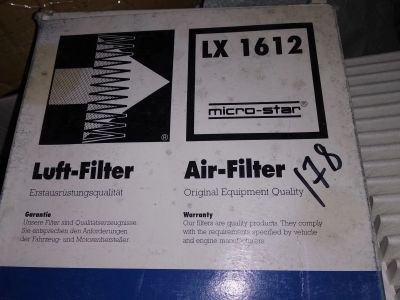 LX 1612
micro-star®
®
Luft-Filter
Erstausrüstungsqualität
Garantie
Unsere Filter sind Qualitätserzeugnisse.
Sie entsprechen den Anforderungen
der Fahrzeug- und Motorenhersteller.
Air-Filter
Original Equipment Quality
Warranty
Our filters are quality products. They comply
with the requirements specified by vehicle
and engine manufacturers.
178